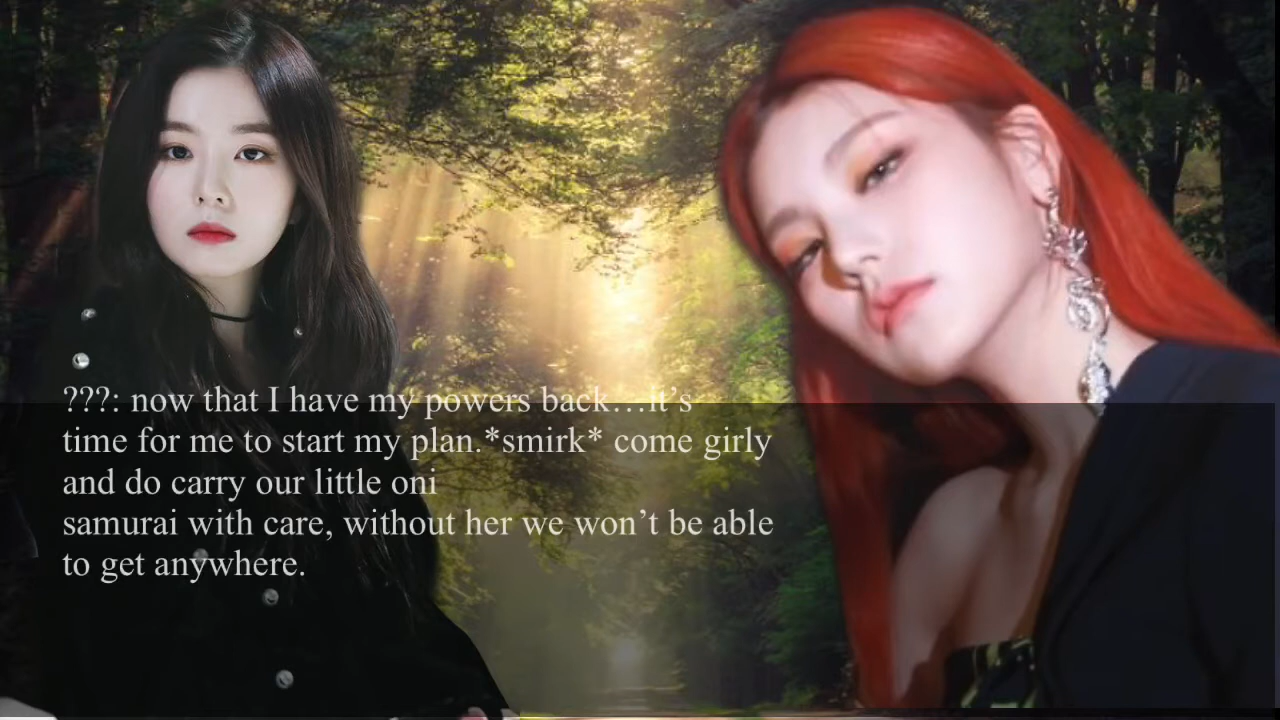 ???: now that I have my powers back…it’s
time for me to start my plan.*smirk* come girly
and do carry our little oni
samurai with care, without her we won’t be able
to get anywhere.